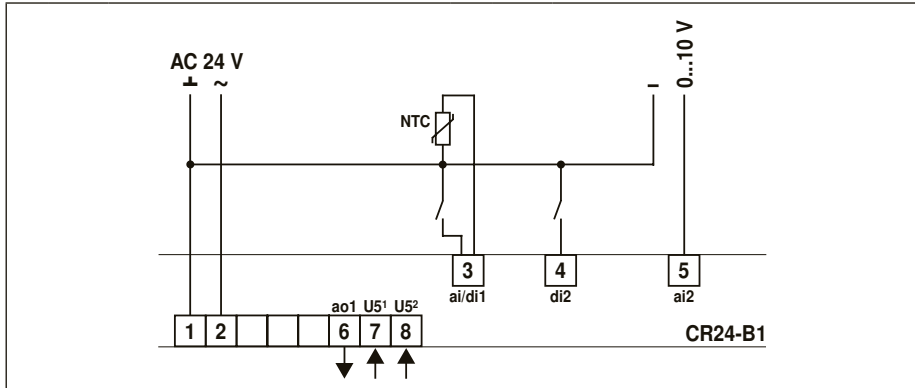 AC 24 V
⊥ ~
– 0...10 V
NTC
3 4 5
ai/di1 di2 ai2
ao1 U5¹ U5²
1 2 6 7 8
CR24-B1